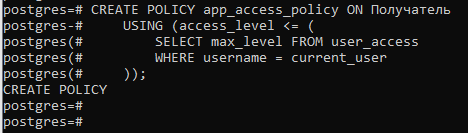 postgres=# CREATE POLICY app_access_policy ON Получатель
postgres-#     USING (access_level <= (
postgres(#         SELECT max_level FROM user_access
postgres(#         WHERE username = current_user
postgres(#     ));
CREATE POLICY
postgres=#
postgres=#